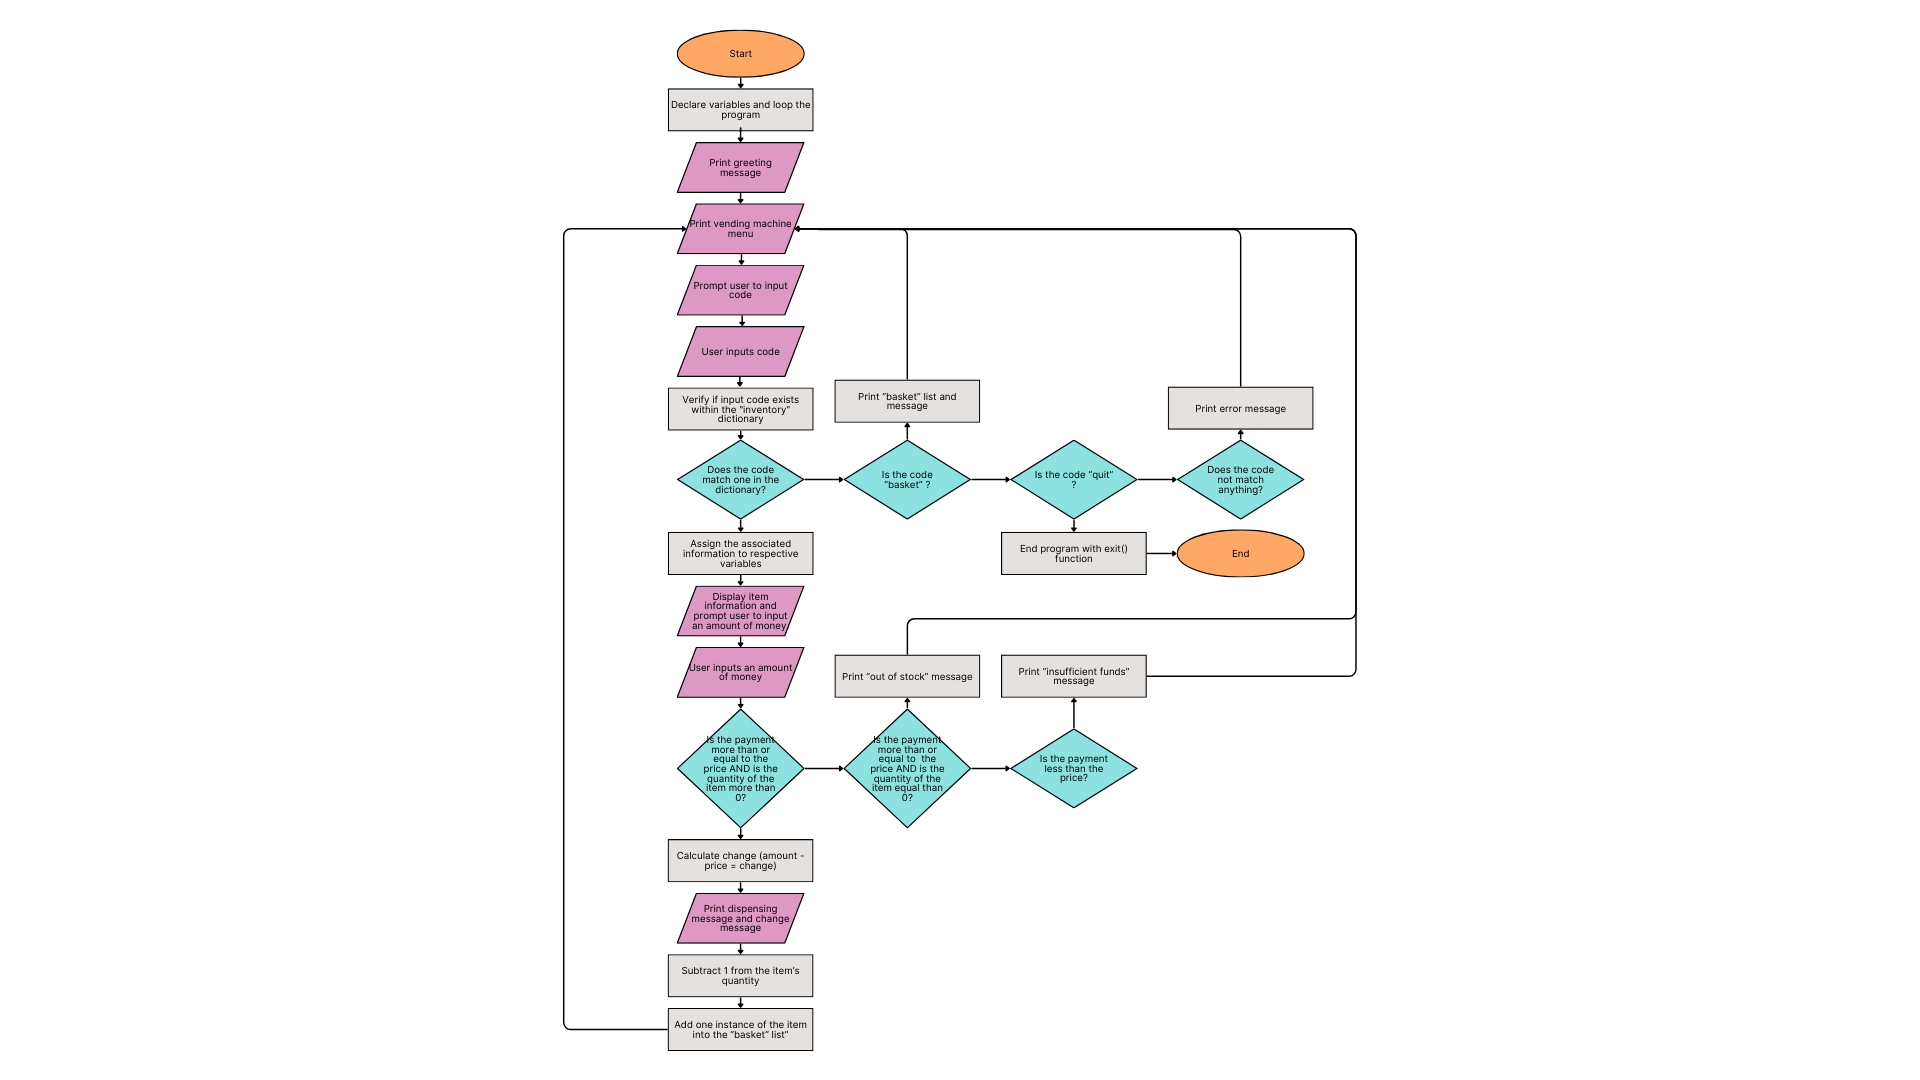 Start
Declare variables and loop the
program
Print greeting
message
Print vending machine
menu
Prompt user to input
code
User inputs code
Verify if input code exists
within the "inventory"
dictionary
Print “basket” list and
message
Print error message
Does the code
match one in the
dictionary?
Is the code
“basket” ?
Is the code “quit”
?
Does the code
not match
anything?
Assign the associated
information to respective
variables
End program with exit()
function
End
Display item
information and
prompt user to input
an amount of money
User inputs an amount
of money
Print “out of stock” message
Print “insufficient funds”
message
Is the payment
more than or
equal to the
price AND is the
quantity of the
item more than
0?
Is the payment
more than or
equal to  the
price AND is the
quantity of the
item equal than
0?
Is the payment
less than the
price?
Calculate change (amount -
price = change)
Print dispensing
message and change
message
Subtract 1 from the item's
quantity
Add one instance of the item
into the “basket” list"